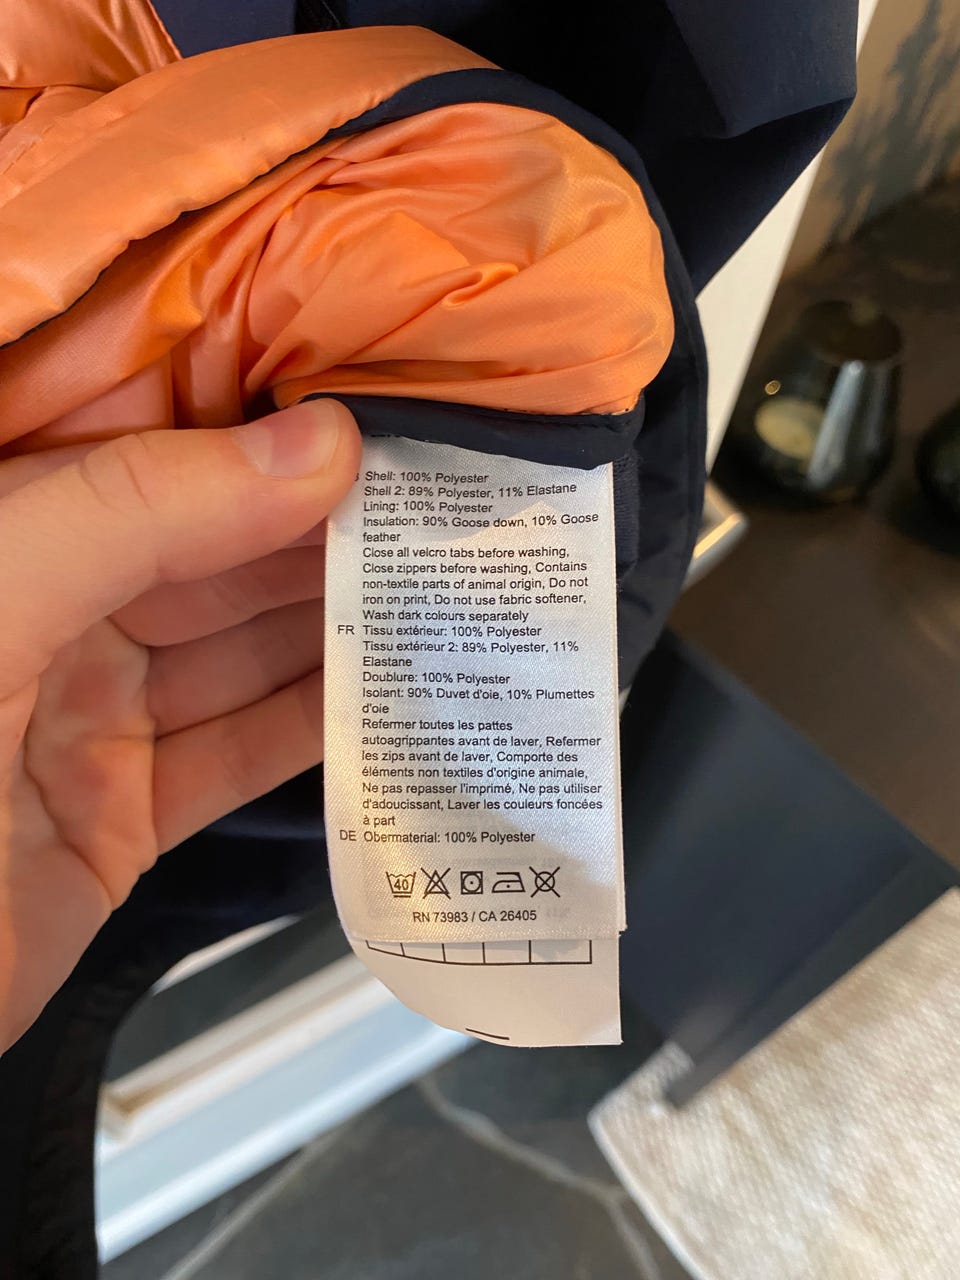 Shell: 100% Polyester
Shell 2: 89% Polyester, 11% Elastane
Lining: 100% Polyester
Insulation: 90% Goose down, 10% Goose
feather
Close all velcro tabs before washing,
Close zippers before washing, Contains
non-textile parts of animal origin, Do not
iron on print, Do not use fabric softener,
Wash dark colours separately
FR Tissu extérieur: 100% Polyester
Tissu extérieur 2: 89% Polyester, 11%
Elastane
Doublure: 100% Polyester
Isolant: 90% Duvet d'oie, 10% Plumettes
d'oie
Refermer toutes les pattes
autoagrippantes avant de laver, Refermer
les zips avant de laver, Comporte des
éléments non textiles d'origine animale,
Ne pas repasser l'imprimé, Ne pas utiliser
d'adoucissant, Laver les couleurs foncées
à part
DE Obermaterial: 100% Polyester
40
RN 73983 / CA 26405